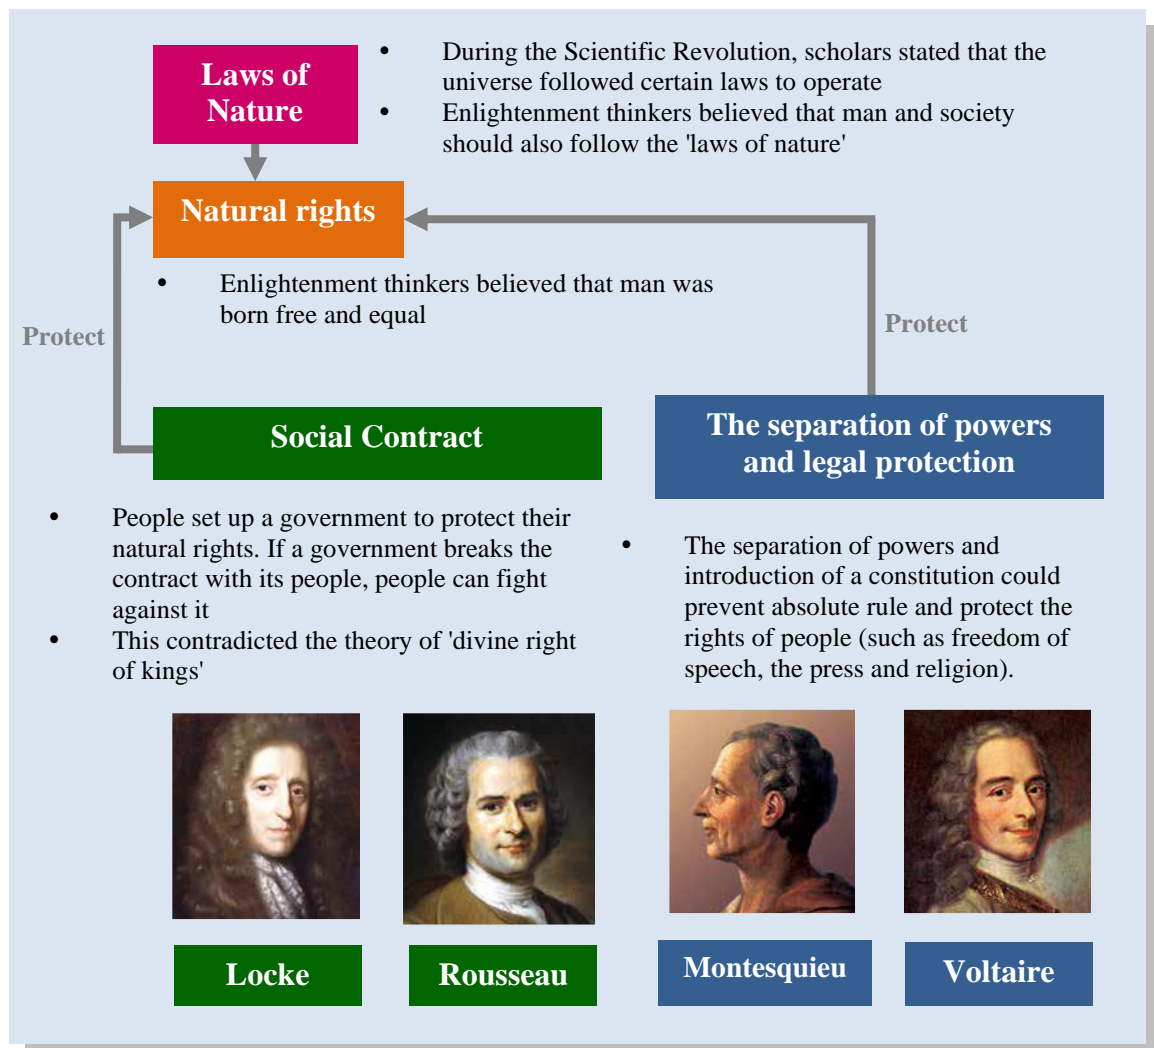 Laws of
Nature
• During the Scientific Revolution, scholars stated that the
universe followed certain laws to operate
• Enlightenment thinkers believed that man and society
should also follow the 'laws of nature'
Natural rights
• Enlightenment thinkers believed that man was
born free and equal
Protect
Protect
Social Contract
• People set up a government to protect their
natural rights. If a government breaks the
contract with its people, people can fight
against it
• This contradicted the theory of 'divine right
of kings'
The separation of powers
and legal protection
• The separation of powers and
introduction of a constitution could
prevent absolute rule and protect the
rights of people (such as freedom of
speech, the press and religion).
Locke
Rousseau
Montesquieu
Voltaire